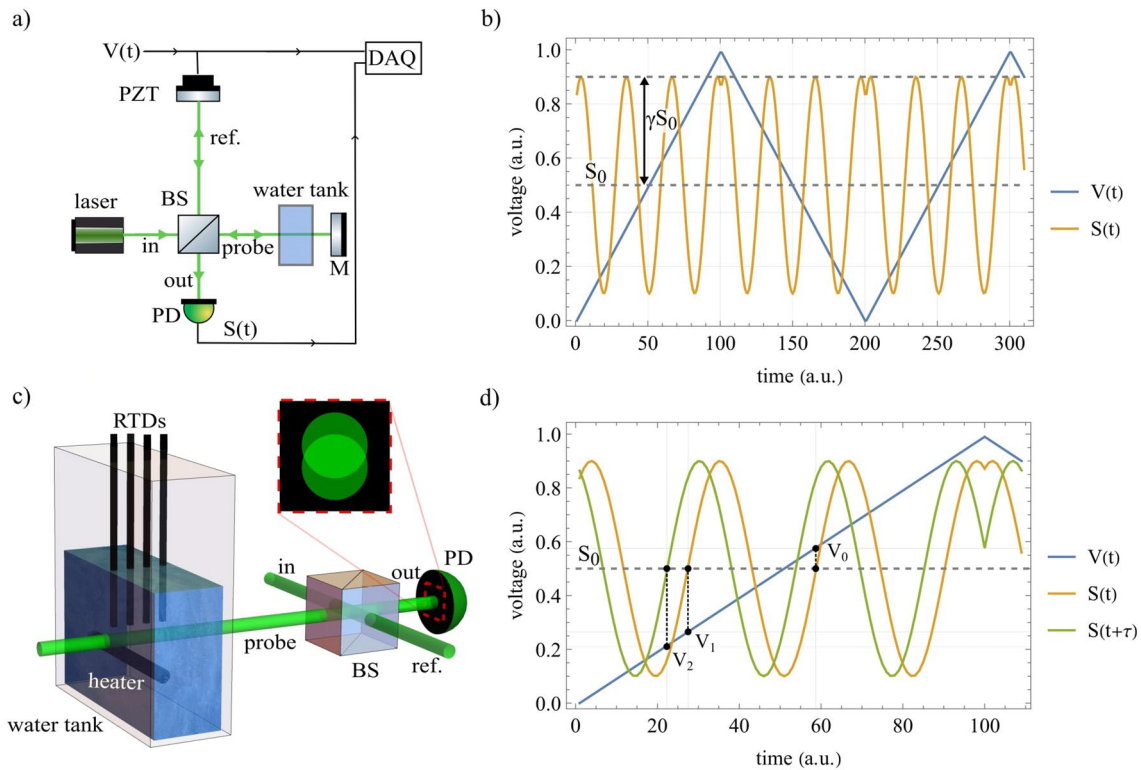 a)
V(t)
DAQ
PZT
ref.
BS
water tank
laser
in
probe
M
out
PD
S(t)
b)
voltage (a.u.)
1.0
0.8
0.6
0.4
0.2
0.0
γS0
S0
0
50
100
150
200
250
300
time (a.u.)
V(t)
S(t)
c)
RTDs
in
out
PD
probe
BS
ref.
heater
water tank
d)
voltage (a.u.)
1.0
0.8
0.6
0.4
0.2
0.0
S0
V0
V1
V2
0
20
40
60
80
100
time (a.u.)
V(t)
S(t)
S(t+τ)